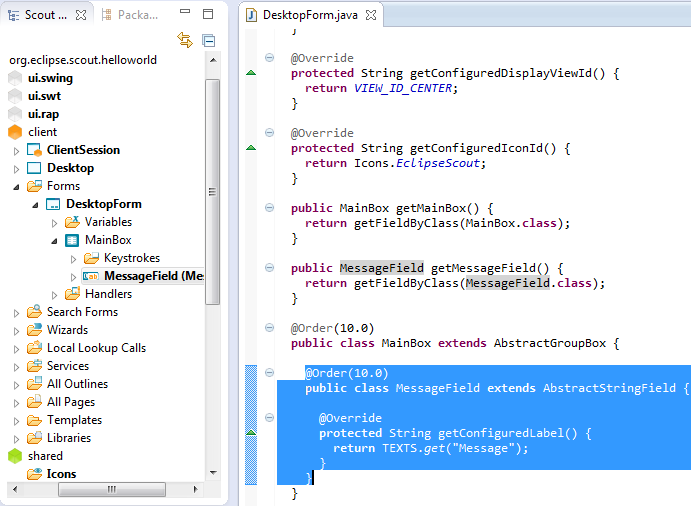 Scout ...
Packa...
org.eclipse.scout.helloworld
ui.swing
ui.swt
ui.rap
client
ClientSession
Desktop
Forms
DesktopForm
Variables
MainBox
Keystrokes
MessageField (Mes
Handlers
Search Forms
Wizards
Local Lookup Calls
Services
All Outlines
All Pages
Templates
Libraries
shared
Icons
DesktopForm.java
}
@Override
protected String getConfiguredDisplayViewId() {
return VIEW_ID_CENTER;
}
@Override
protected String getConfiguredIconId() {
return Icons.EclipseScout;
}
public MainBox getMainBox() {
return getFieldByClass(MainBox.class);
}
public MessageField getMessageField() {
return getFieldByClass(MessageField.class);
}
@Order(10.0)
public class MainBox extends AbstractGroupBox {
@Order(10.0)
public class MessageField extends AbstractStringField {
@Override
protected String getConfiguredLabel() {
return TEXTS.get("Message");
}
}
}